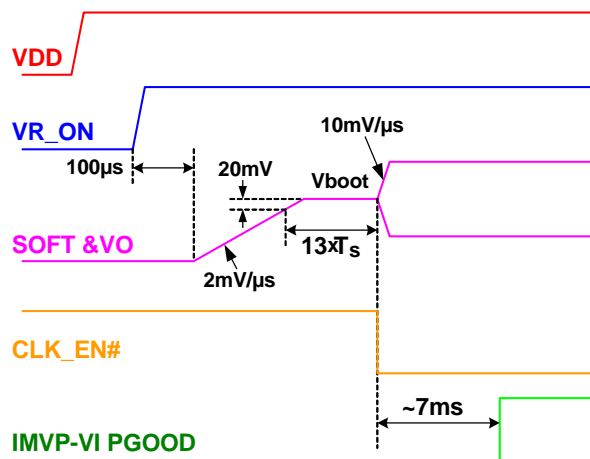 VDD
VR_ON
10mV/µs
100µs
20mV
Vboot
SOFT &VO
13xTs
2mV/µs
CLK_EN#
~7ms
IMVP-VI PGOOD